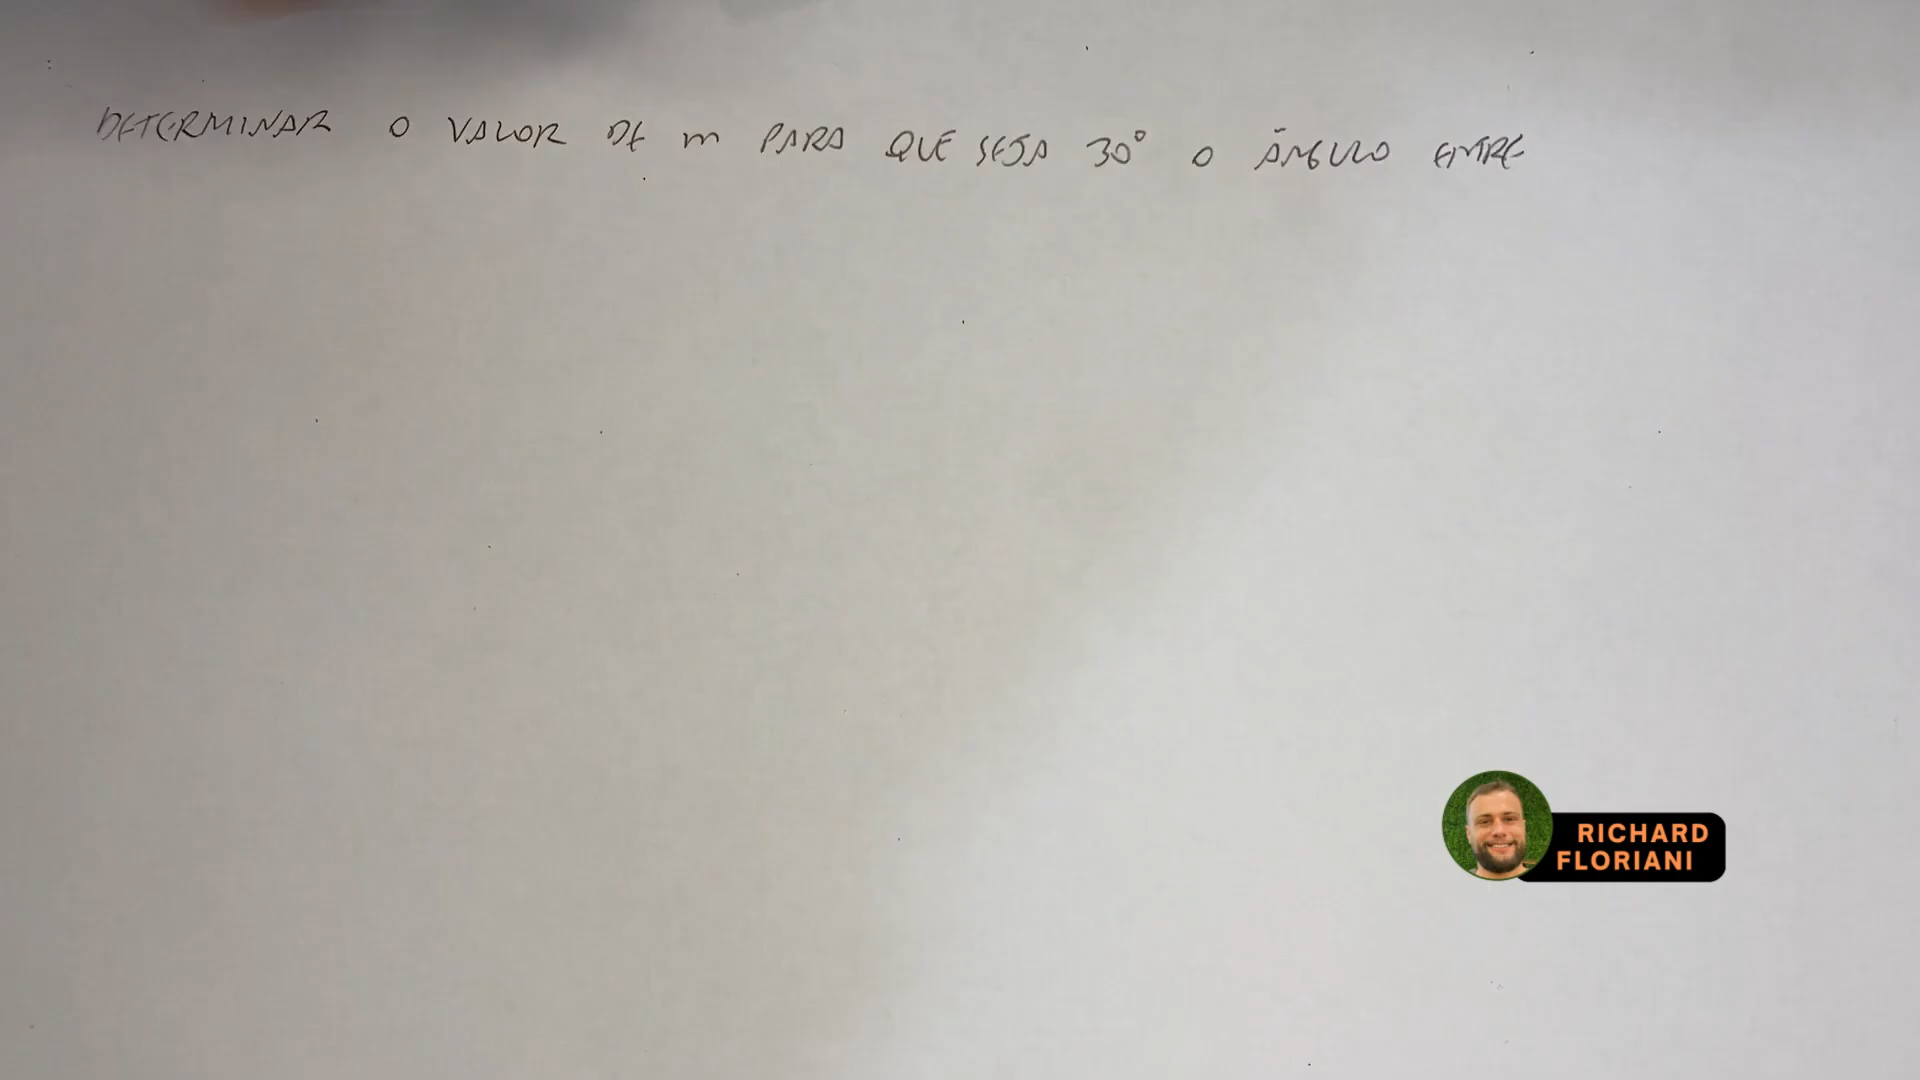 DETERMINAR O VALOR DE m PARA QUE SEJA 30° O ÂNGULO ENTRE
RICHARD
FLORIANI